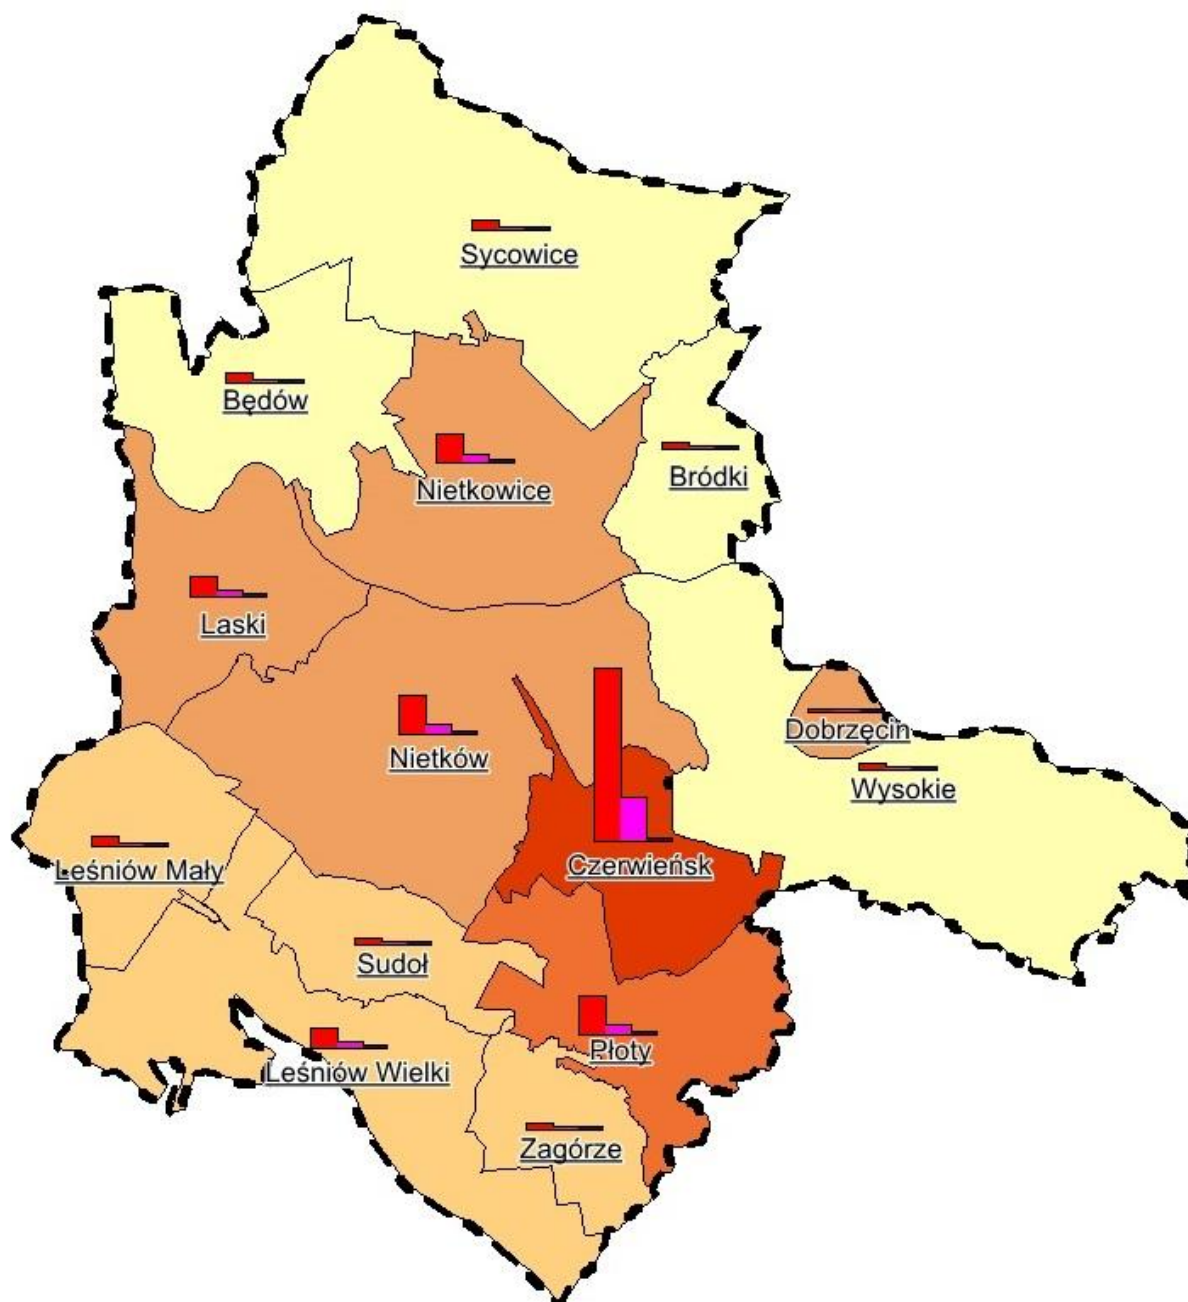 Sycowice
Będów
Bródki
Nietkowice
Laski
Dobrzęcin
Nietków
Wysokie
Czerwieńsk
Leśniów Mały
Sudoł
Płoty
Leśniów Wielki
Zagórze